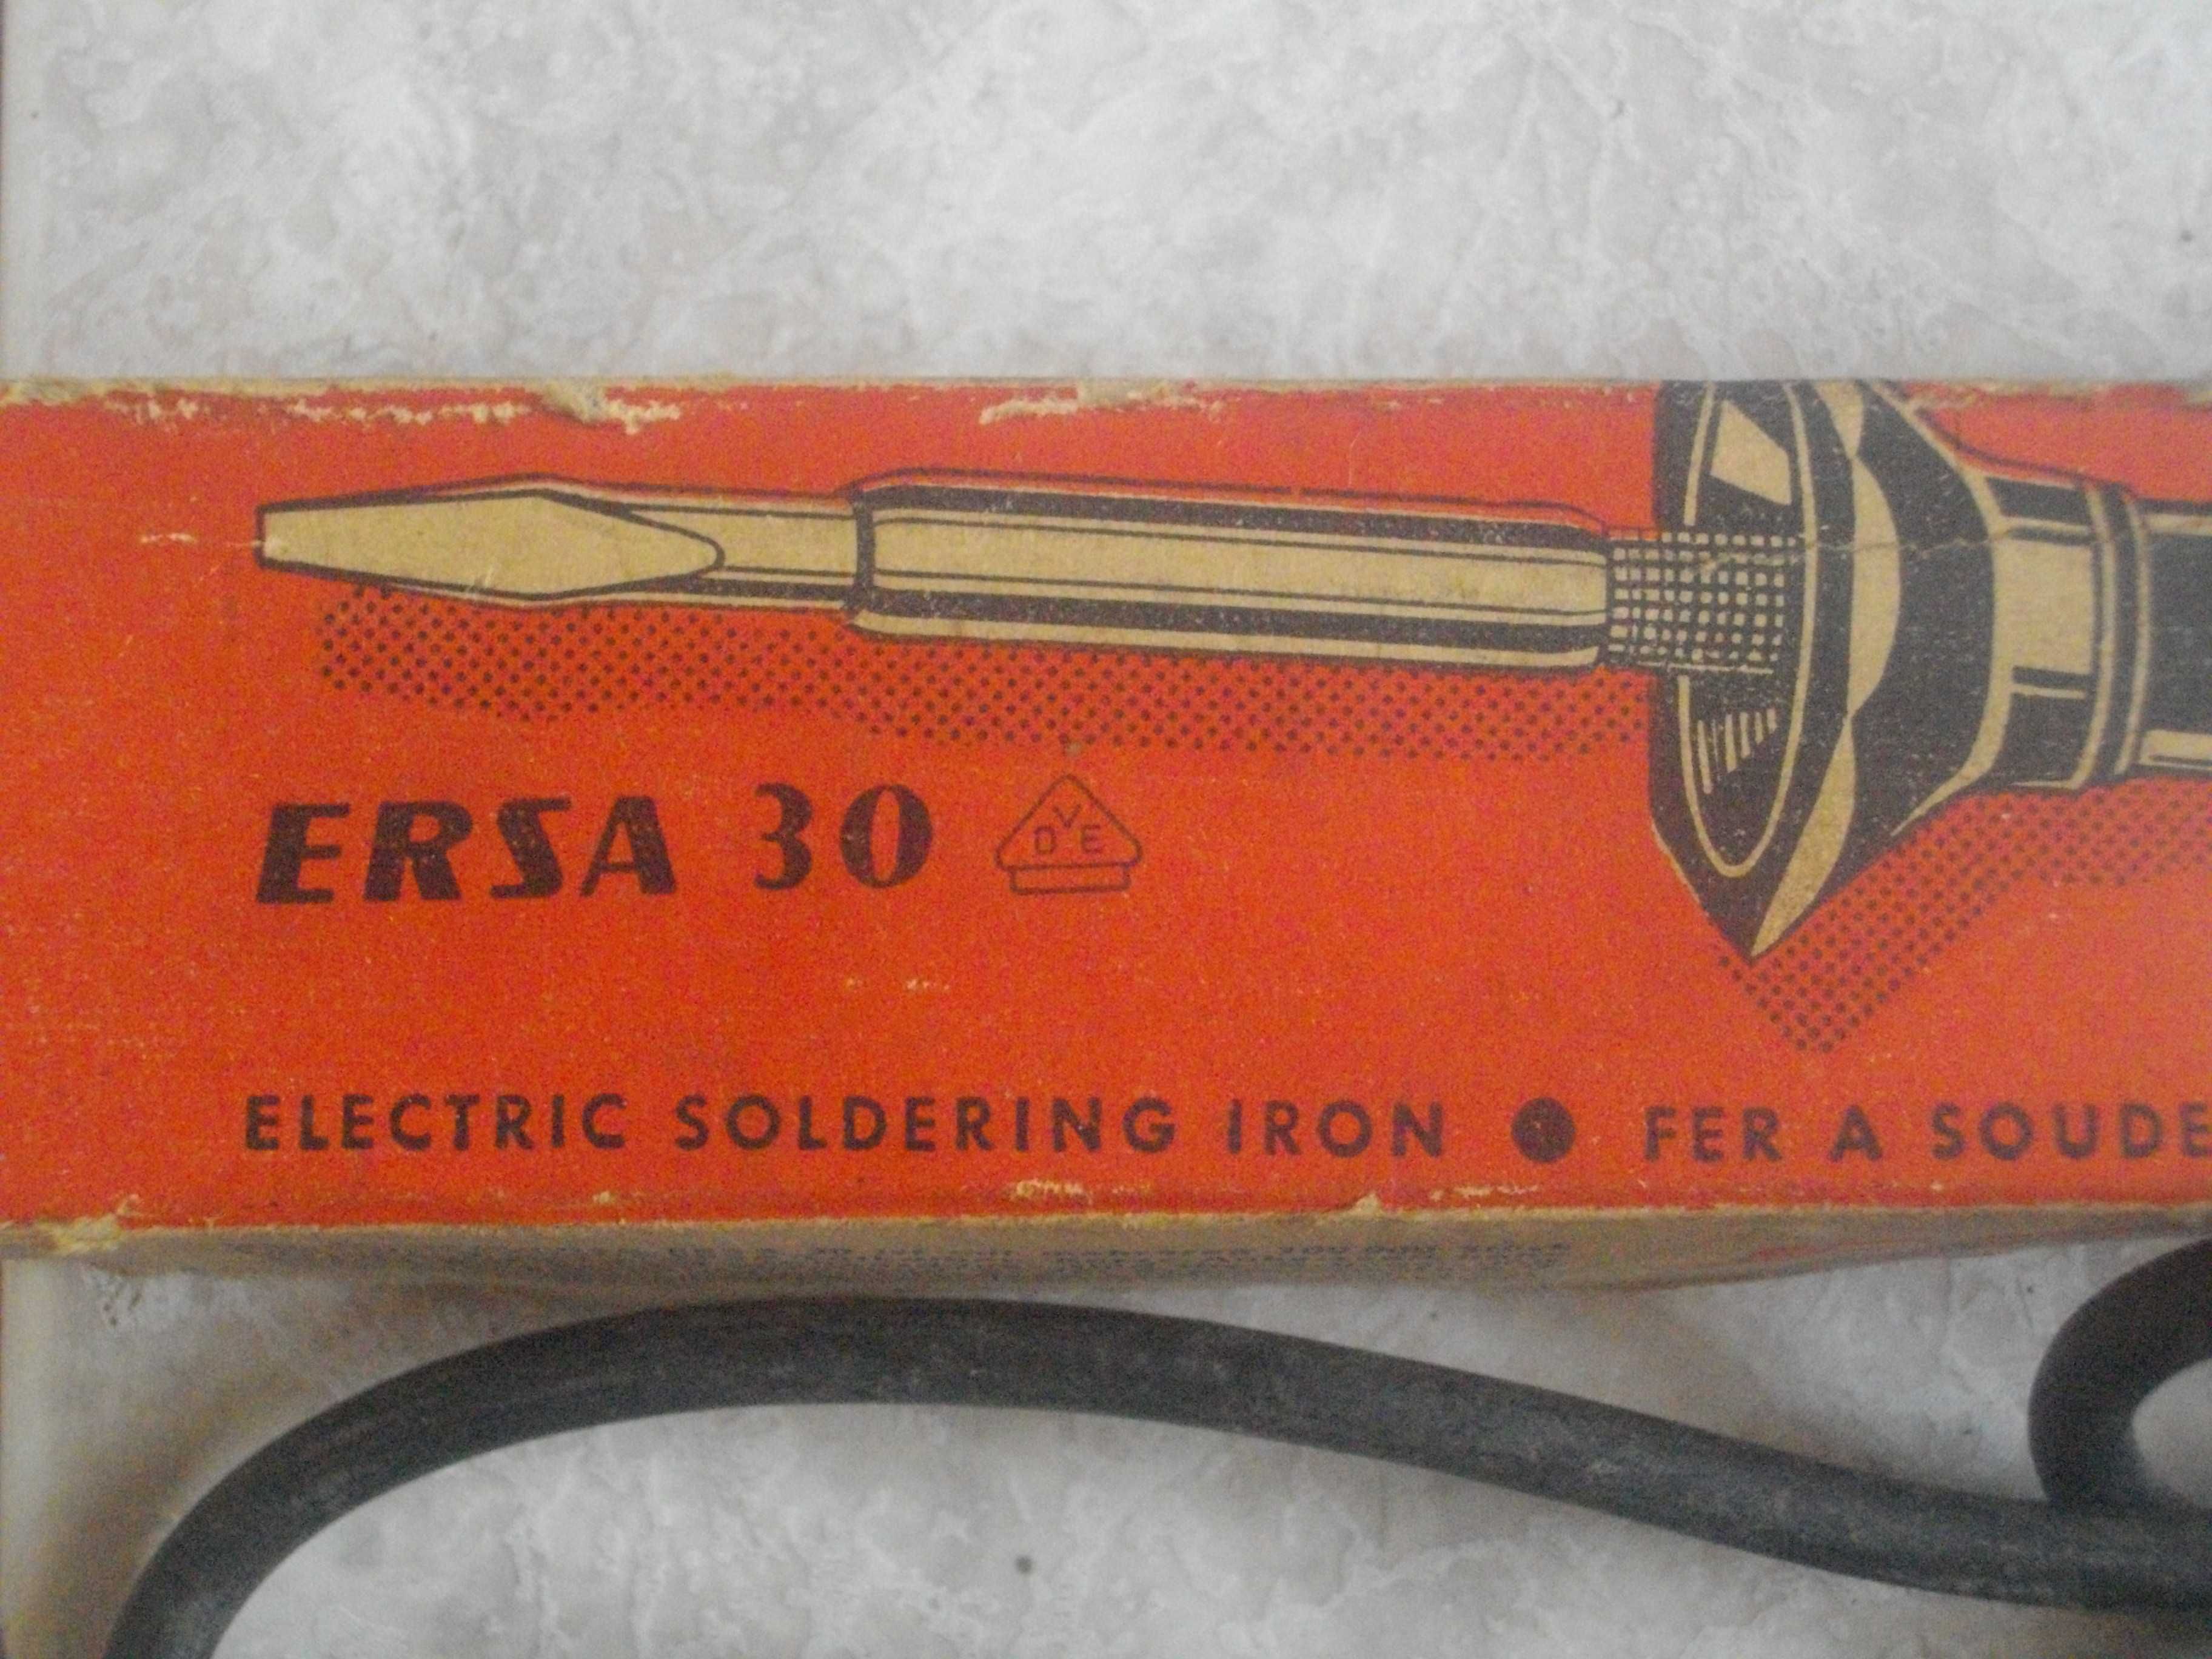 ERSA 30 VDE
ELECTRIC SOLDERING IRON ● FER A SOUDE